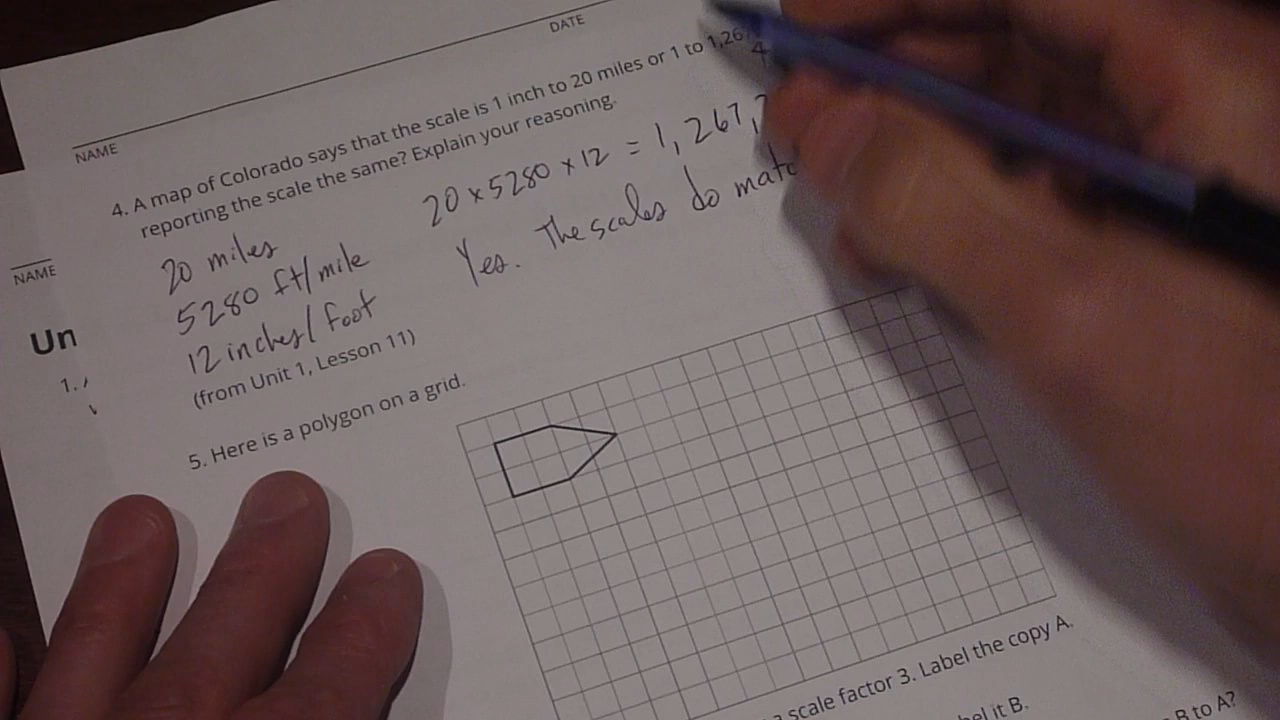 DATE
NAME
4. A map of Colorado says that the scale is 1 inch to 20 miles or 1 to 1,267
4
reporting the scale the same? Explain your reasoning.
20 miles
5280 ft/mile
12 inches/foot
20 x 5280 x 12 = 1,267,
Yes. The scales do
(from Unit 1, Lesson 11)
NAME
Un
1.
5. Here is a polygon on a grid.
a scale factor 3. Label the copy A.
it B.
B to A?